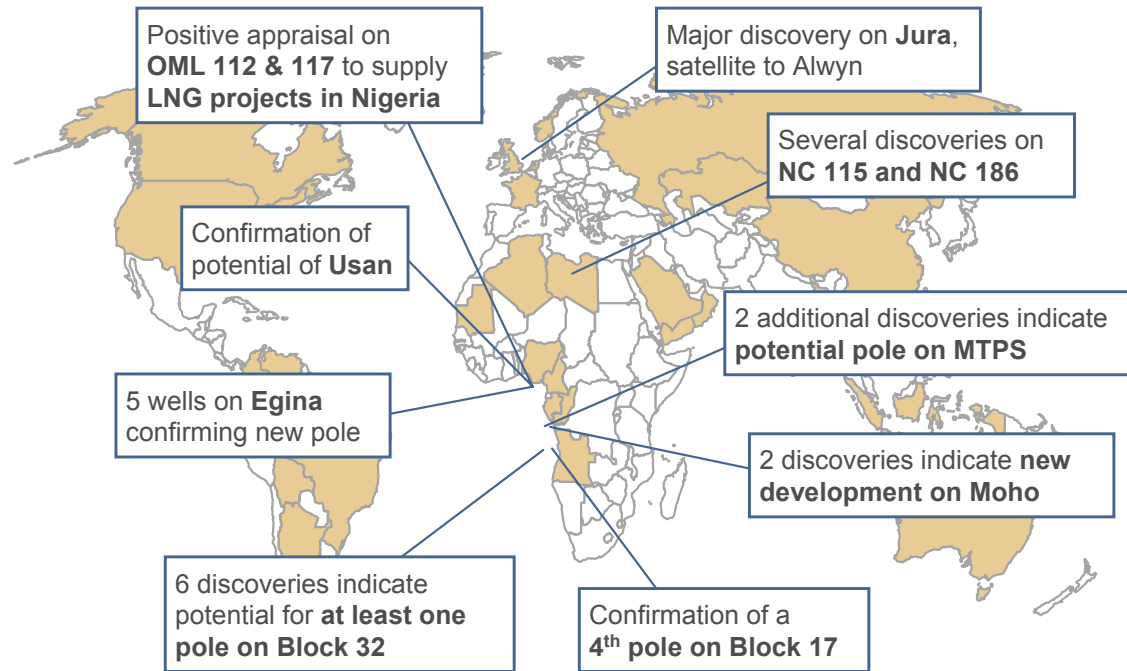 Positive appraisal on
OML 112 & 117 to supply
LNG projects in Nigeria
Major discovery on Jura,
satellite to Alwyn
Several discoveries on
NC 115 and NC 186
Confirmation of
potential of Usan
2 additional discoveries indicate
potential pole on MTPS
5 wells on Egina
confirming new pole
2 discoveries indicate new
development on Moho
6 discoveries indicate
potential for at least one
pole on Block 32
Confirmation of a
4th pole on Block 17